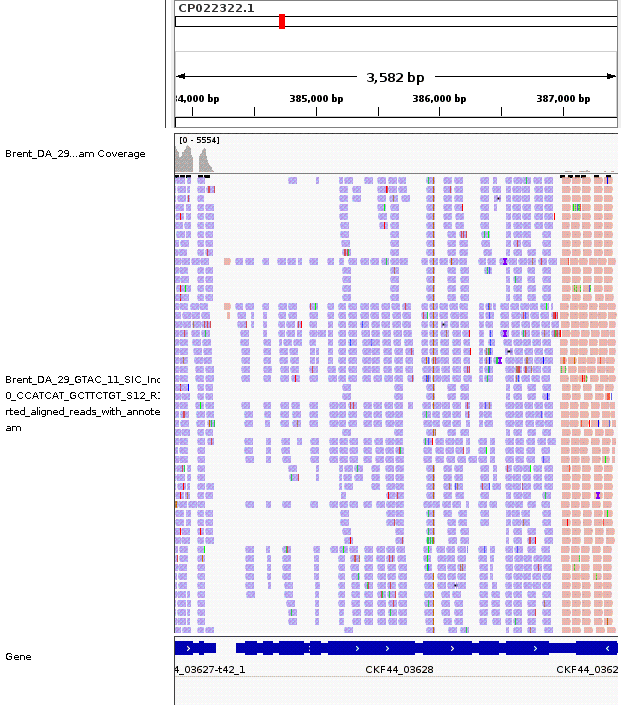 CP022322.1
3,582 bp
4,000 bp 385,000 bp 386,000 bp 387,000 bp
[0 - 5554]
Brent_DA_29...am Coverage
Brent_DA_29_GTAC_11_SIC_Inc
0_CCATCAT_GCTTCTGT_S12_R1
rted_aligned_reads_with_annote
am
Gene
4_03627-t42_1 CKF44_03628 CKF44_0362